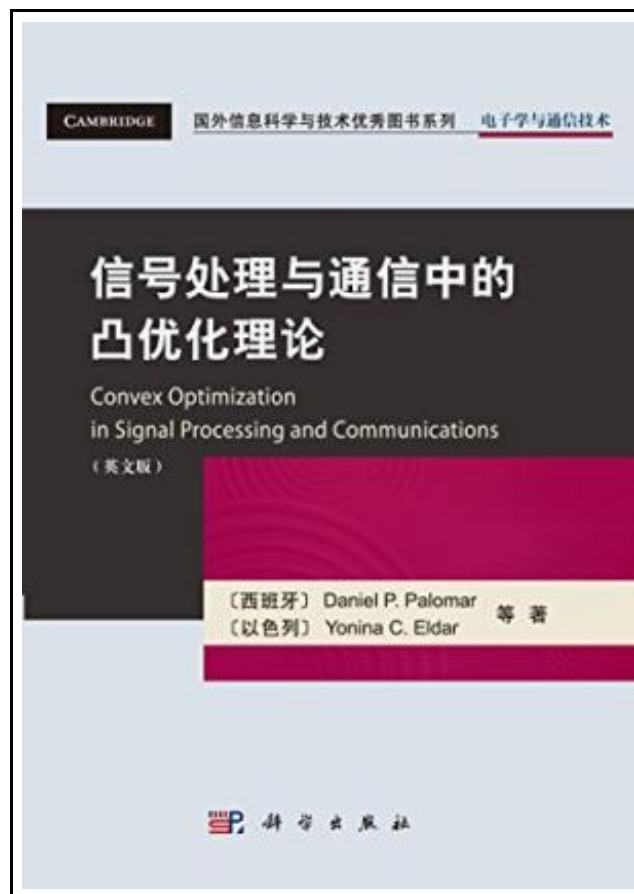 CAMBRIDGE 国外信息科学与技术优秀图书系列 电子学与通信技术
信号处理与通信中的
凸优化理论
Convex Optimization
in Signal Processing and Communications
（英文版）
〔西班牙〕 Daniel P. Palomar
〔以色列〕 Yonina C. Eldar
等 著
科学出版社